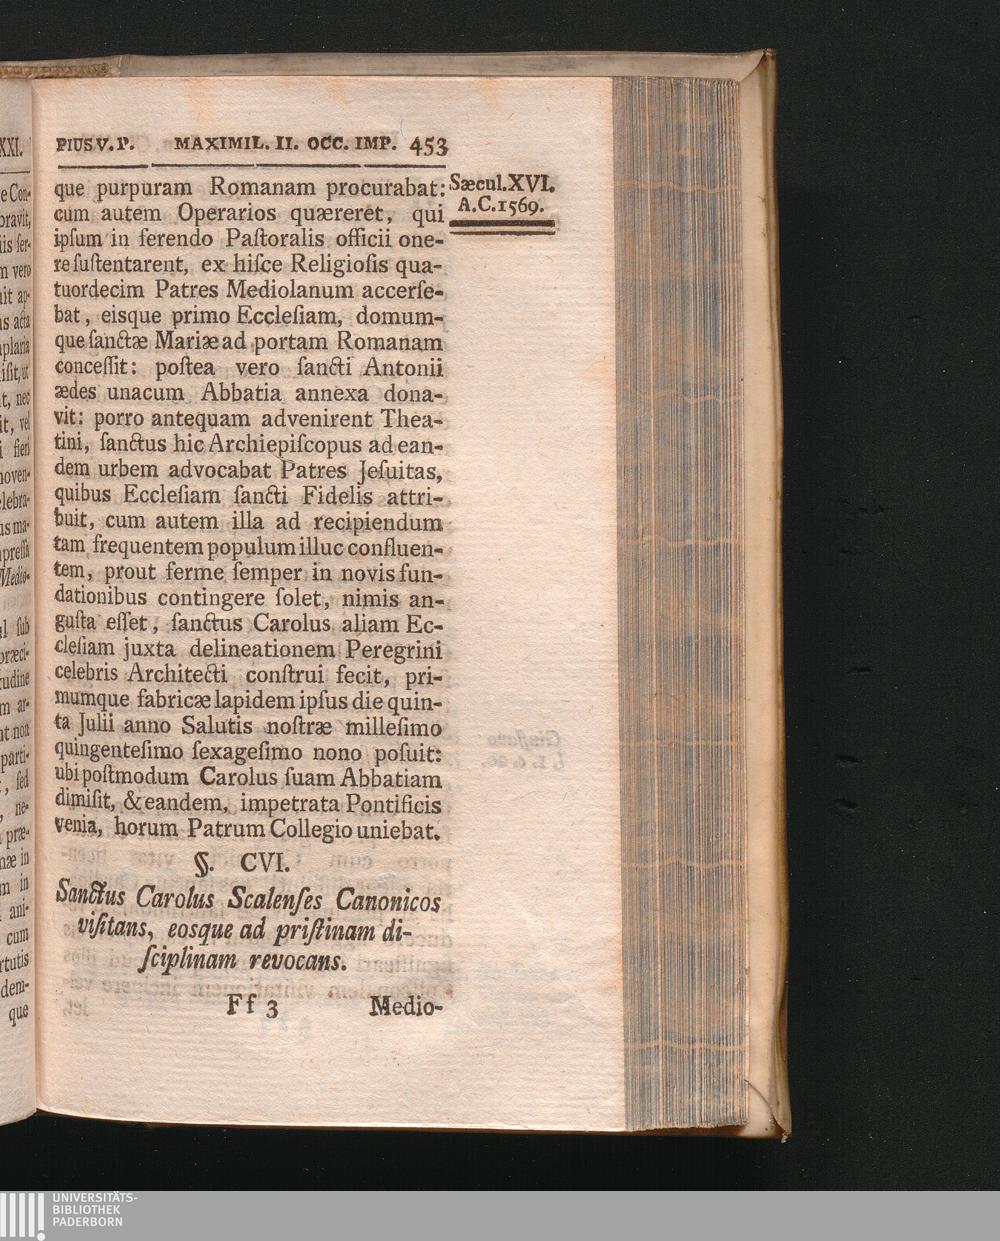 PIUS V. P. MAXIMIL. II. OCC. IMP. 453
Sæcul. XVI.
A. C. 1569.
que purpuram Romanam procurabat:
cum autem Operarios quæreret, qui
ipſum in ferendo Paſtoralis officii one-
re ſuſtentarent, ex hiſce Religioſis qua-
tuordecim Patres Mediolanum accerſe-
bat, eisque primo Eccleſiam, domum-
que ſanctæ Mariæ ad portam Romanam
conceſſit: poſtea vero ſancti Antonii
ædes unacum Abbatia annexa dona-
vit: porro antequam advenirent Thea-
tini, ſanctus hic Archiepiſcopus ad ean-
dem urbem advocabat Patres Jeſuitas,
quibus Eccleſiam ſancti Fidelis attri-
buit, cum autem illa ad recipiendum
tam frequentem populum illuc confluen-
tem, prout ferme ſemper in novis fun-
dationibus contingere ſolet, nimis an-
guſta eſſet, ſanctus Carolus aliam Ec-
cleſiam juxta delineationem Peregrini
celebris Architecti conſtrui fecit, pri-
mumque fabricæ lapidem ipſus die quin-
ta Julii anno Salutis noſtræ milleſimo
quingenteſimo ſexageſimo nono poſuit:
ubi poſtmodum Carolus ſuam Abbatiam
dimiſit, & eandem, impetrata Pontificis
venia, horum Patrum Collegio uniebat.
§. CVI.
Sanctus Carolus Scalenſes Canonicos
viſitans, eosque ad priſtinam di-
ſciplinam revocans.
Ff 3 Medio-
UNIVERSITÄTS-
BIBLIOTHEK
PADERBORN